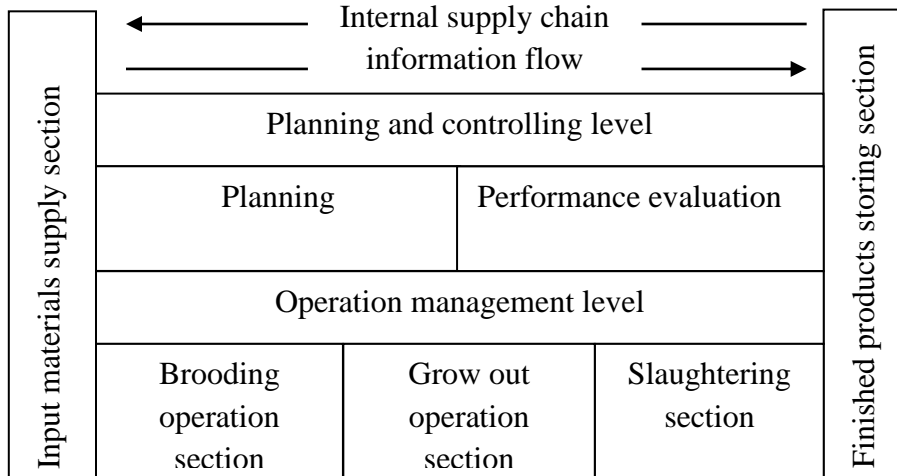 Input materials supply section
Internal supply chain
information flow
Planning and controlling level
Planning
Performance evaluation
Operation management level
Brooding
operation
section
Grow out
operation
section
Slaughtering
section
Finished products storing section